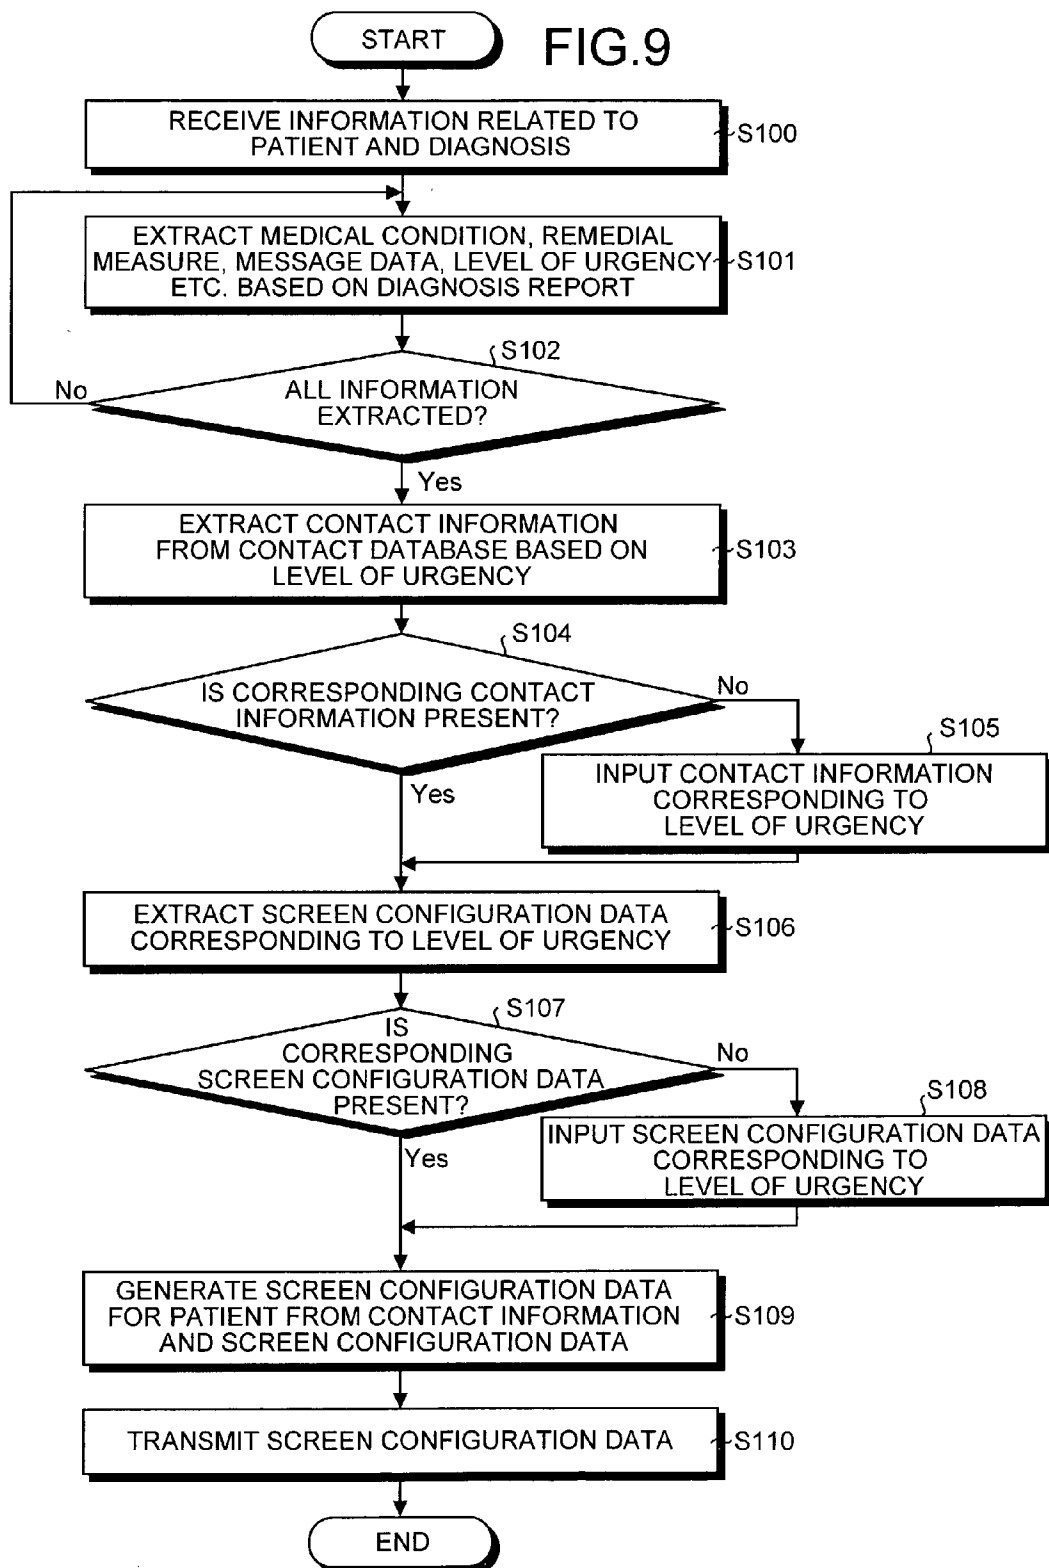 START
FIG.9
RECEIVE INFORMATION RELATED TO
PATIENT AND DIAGNOSIS
S100
EXTRACT MEDICAL CONDITION, REMEDIAL
MEASURE, MESSAGE DATA, LEVEL OF URGENCY
ETC. BASED ON DIAGNOSIS REPORT
S101
S102
ALL INFORMATION
EXTRACTED?
No
Yes
EXTRACT CONTACT INFORMATION
FROM CONTACT DATABASE BASED ON
LEVEL OF URGENCY
S103
S104
IS CORRESPONDING CONTACT
INFORMATION PRESENT?
No
Yes
S105
INPUT CONTACT INFORMATION
CORRESPONDING TO
LEVEL OF URGENCY
EXTRACT SCREEN CONFIGURATION DATA
CORRESPONDING TO LEVEL OF URGENCY
S106
S107
IS
CORRESPONDING
SCREEN CONFIGURATION DATA
PRESENT?
No
Yes
S108
INPUT SCREEN CONFIGURATION DATA
CORRESPONDING TO
LEVEL OF URGENCY
GENERATE SCREEN CONFIGURATION DATA
FOR PATIENT FROM CONTACT INFORMATION
AND SCREEN CONFIGURATION DATA
S109
TRANSMIT SCREEN CONFIGURATION DATA
S110
END